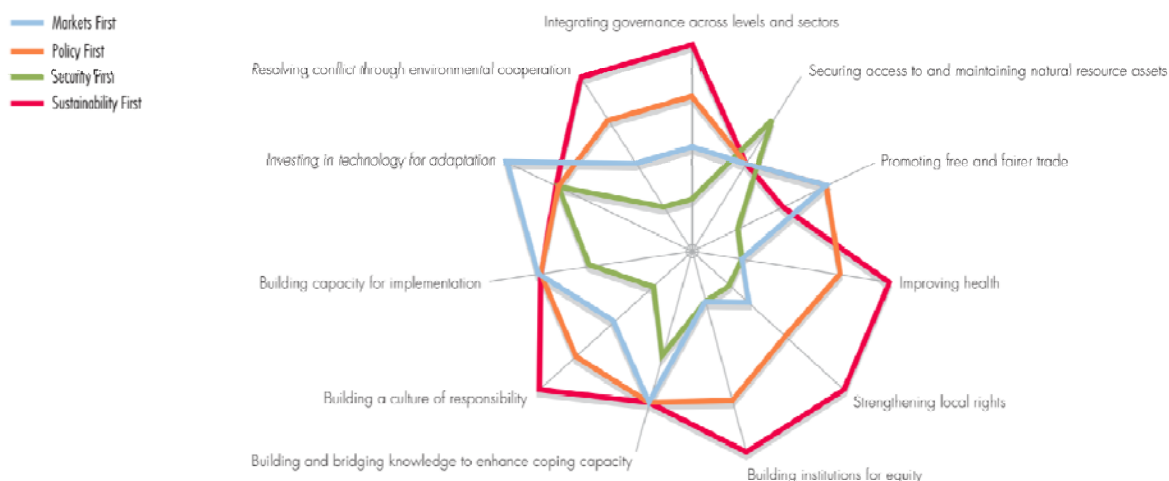 Markets First
Policy First
Security First
Sustainability First
Integrating governance across levels and sectors
Resolving conflict through environmental cooperation
Securing access to and maintaining natural resource assets
Investing in technology for adaptation
Promoting free and fairer trade
Building capacity for implementation
Improving health
Building a culture of responsibility
Strengthening local rights
Building and bridging knowledge to enhance coping capacity
Building institutions for equity